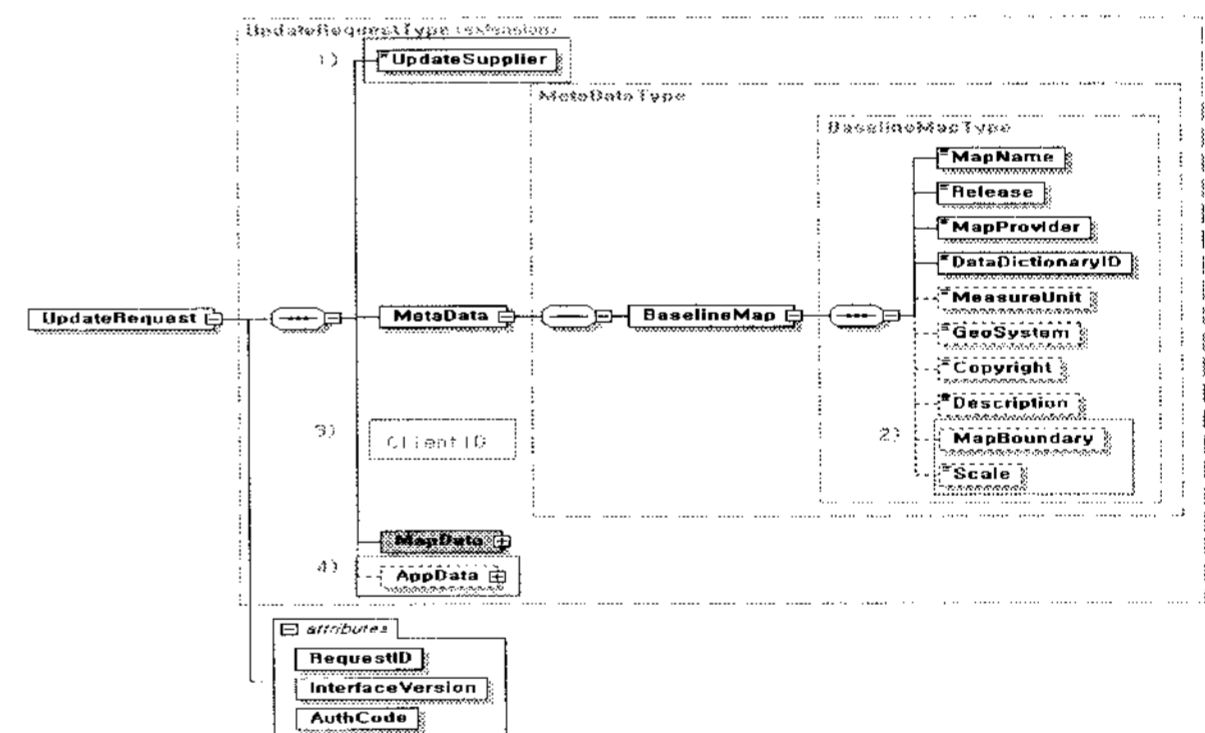 UpdateRequestType (extension)
1)
UpdateSupplier
MetaDataType
BaselineMapType
MapName
Release
MapProvider
DataDictionaryID
UpdateRequest
MetaData
BaselineMap
MeasureUnit
GeoSystem
Copyright
Description
3)
ClientID
2)
MapBoundary
Scale
MapData
4)
AppData
attributes
RequestID
InterfaceVersion
AuthCode